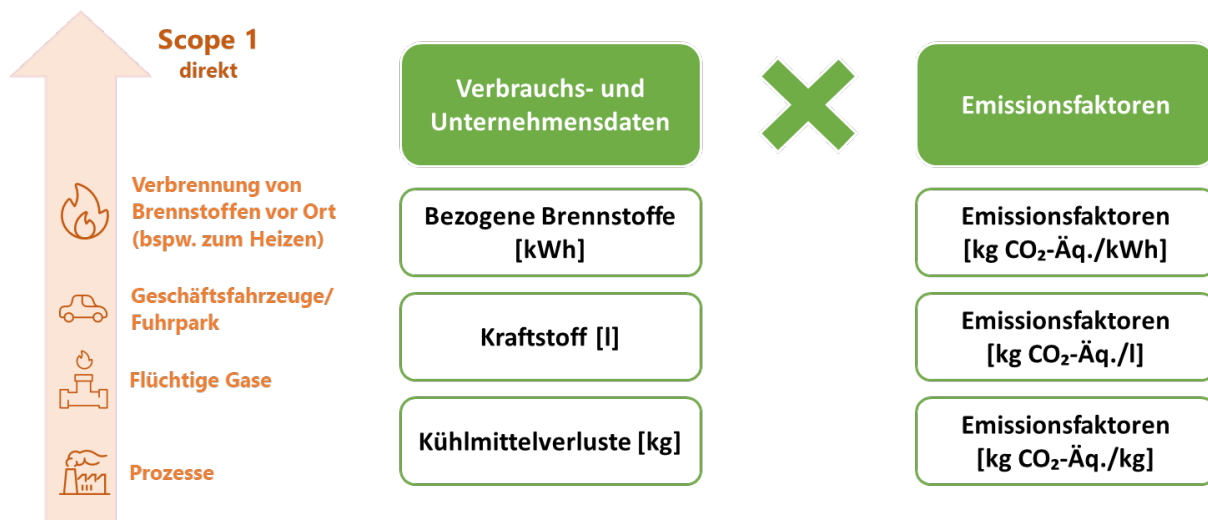 Scope 1
direkt
Verbrennung von
Brennstoffen vor Ort
(bspw. zum Heizen)
Geschäftsfahrzeuge/
Fuhrpark
Flüchtige Gase
Prozesse
Verbrauchs- und
Unternehmensdaten
Bezogene Brennstoffe
[kWh]
Kraftstoff [l]
Kühlmittelverluste [kg]
Emissionsfaktoren
Emissionsfaktoren
[kg CO₂-Äq./kWh]
Emissionsfaktoren
[kg CO₂-Äq./l]
Emissionsfaktoren
[kg CO₂-Äq./kg]